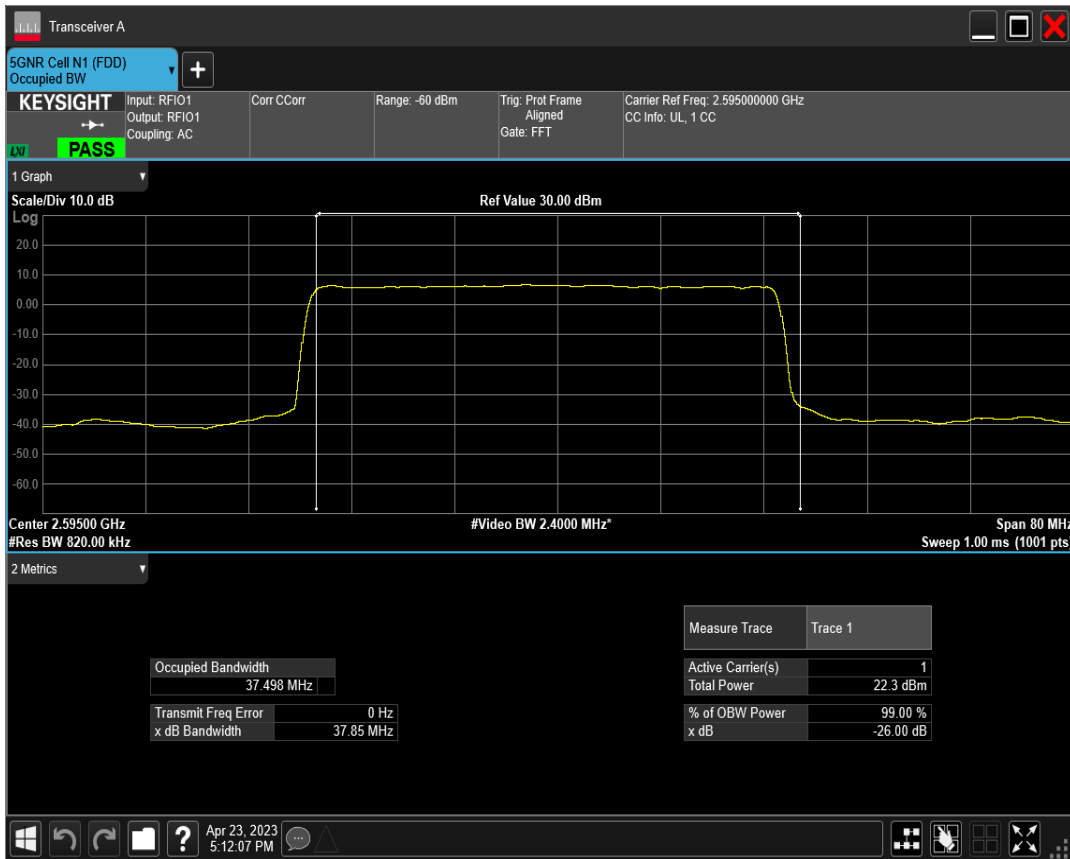 Transceiver A
5GNR Cell N1 (FDD)
Occupied BW
+
KEYSIGHT
LXI
PASS
Input: RFIO1
Output: RFIO1
Coupling: AC
Corr CCorr
Range: -60 dBm
Trig: Prot Frame
Aligned
Gate: FFT
Carrier Ref Freq: 2.595000000 GHz
CC Info: UL, 1 CC
1 Graph
Scale/Div 10.0 dB
Ref Value 30.00 dBm
Log
20.0
10.0
0.00
-10.0
-20.0
-30.0
-40.0
-50.0
-60.0
Center 2.59500 GHz
#Video BW 2.4000 MHz*
Span 80 MHz
#Res BW 820.00 kHz
Sweep 1.00 ms (1001 pts)
2 Metrics
Measure Trace Trace 1
Occupied Bandwidth
37.498 MHz
Transmit Freq Error 0 Hz
x dB Bandwidth 37.85 MHz
Active Carrier(s) 1
Total Power 22.3 dBm
% of OBW Power 99.00 %
x dB -26.00 dB
?
Apr 23, 2023
5:12:07 PM